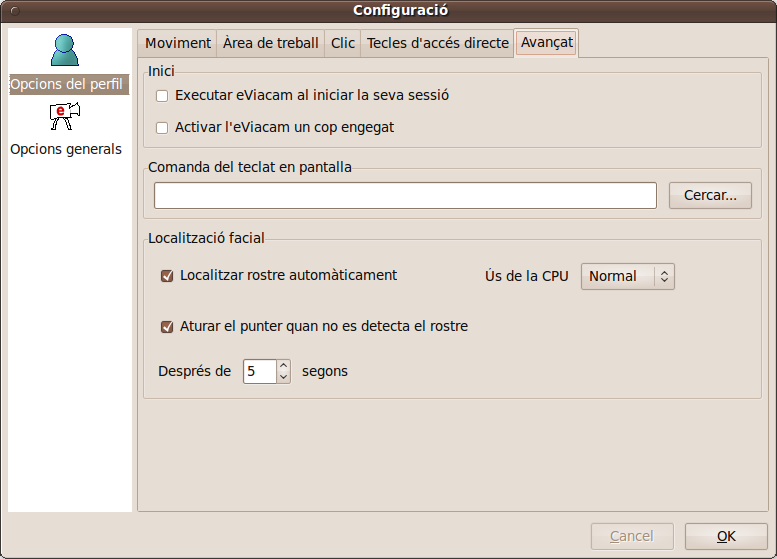 Configuració
Opcions del perfil
e
Opcions generals
Moviment Àrea de treball Clic Tecles d'accés directe Avançat
Inici
Executar eViacam al iniciar la seva sessió
Activar l'eViacam un cop engegat
Comanda del teclat en pantalla
Cercar...
Localització facial
Localitzar rostre automàticament Ús de la CPU Normal
Aturar el punter quan no es detecta el rostre
Després de 5 segons
Cancel OK